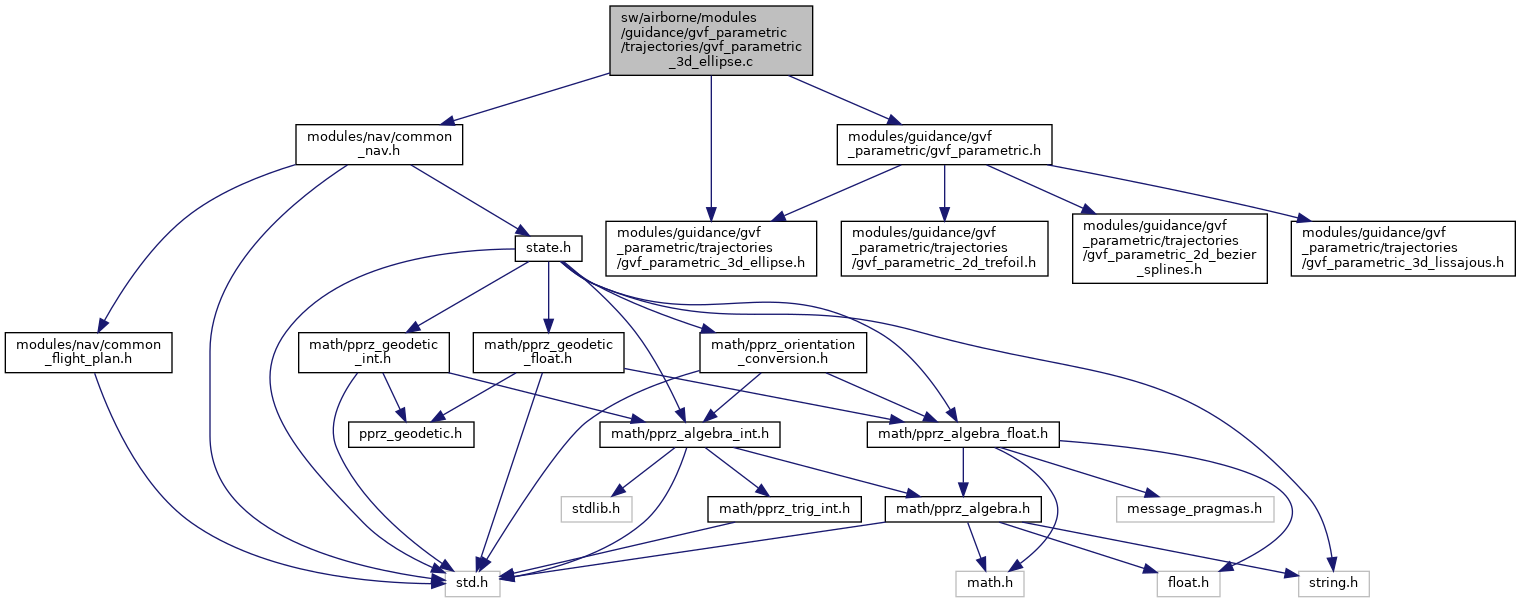 sw/airborne/modules
/guidance/gvf_parametric
/trajectories/gvf_parametric
_3d_ellipse.c
modules/nav/common
_nav.h
modules/guidance/gvf
_parametric/gvf_parametric.h
state.h
modules/guidance/gvf
_parametric/trajectories
/gvf_parametric_3d_ellipse.h
modules/guidance/gvf
_parametric/trajectories
/gvf_parametric_2d_trefoil.h
modules/guidance/gvf
_parametric/trajectories
/gvf_parametric_2d_bezier
_splines.h
modules/guidance/gvf
_parametric/trajectories
/gvf_parametric_3d_lissajous.h
modules/nav/common
_flight_plan.h
math/pprz_geodetic
_int.h
math/pprz_geodetic
_float.h
math/pprz_orientation
_conversion.h
pprz_geodetic.h
math/pprz_algebra_int.h
math/pprz_algebra_float.h
stdlib.h
math/pprz_trig_int.h
math/pprz_algebra.h
message_pragmas.h
std.h
math.h
float.h
string.h